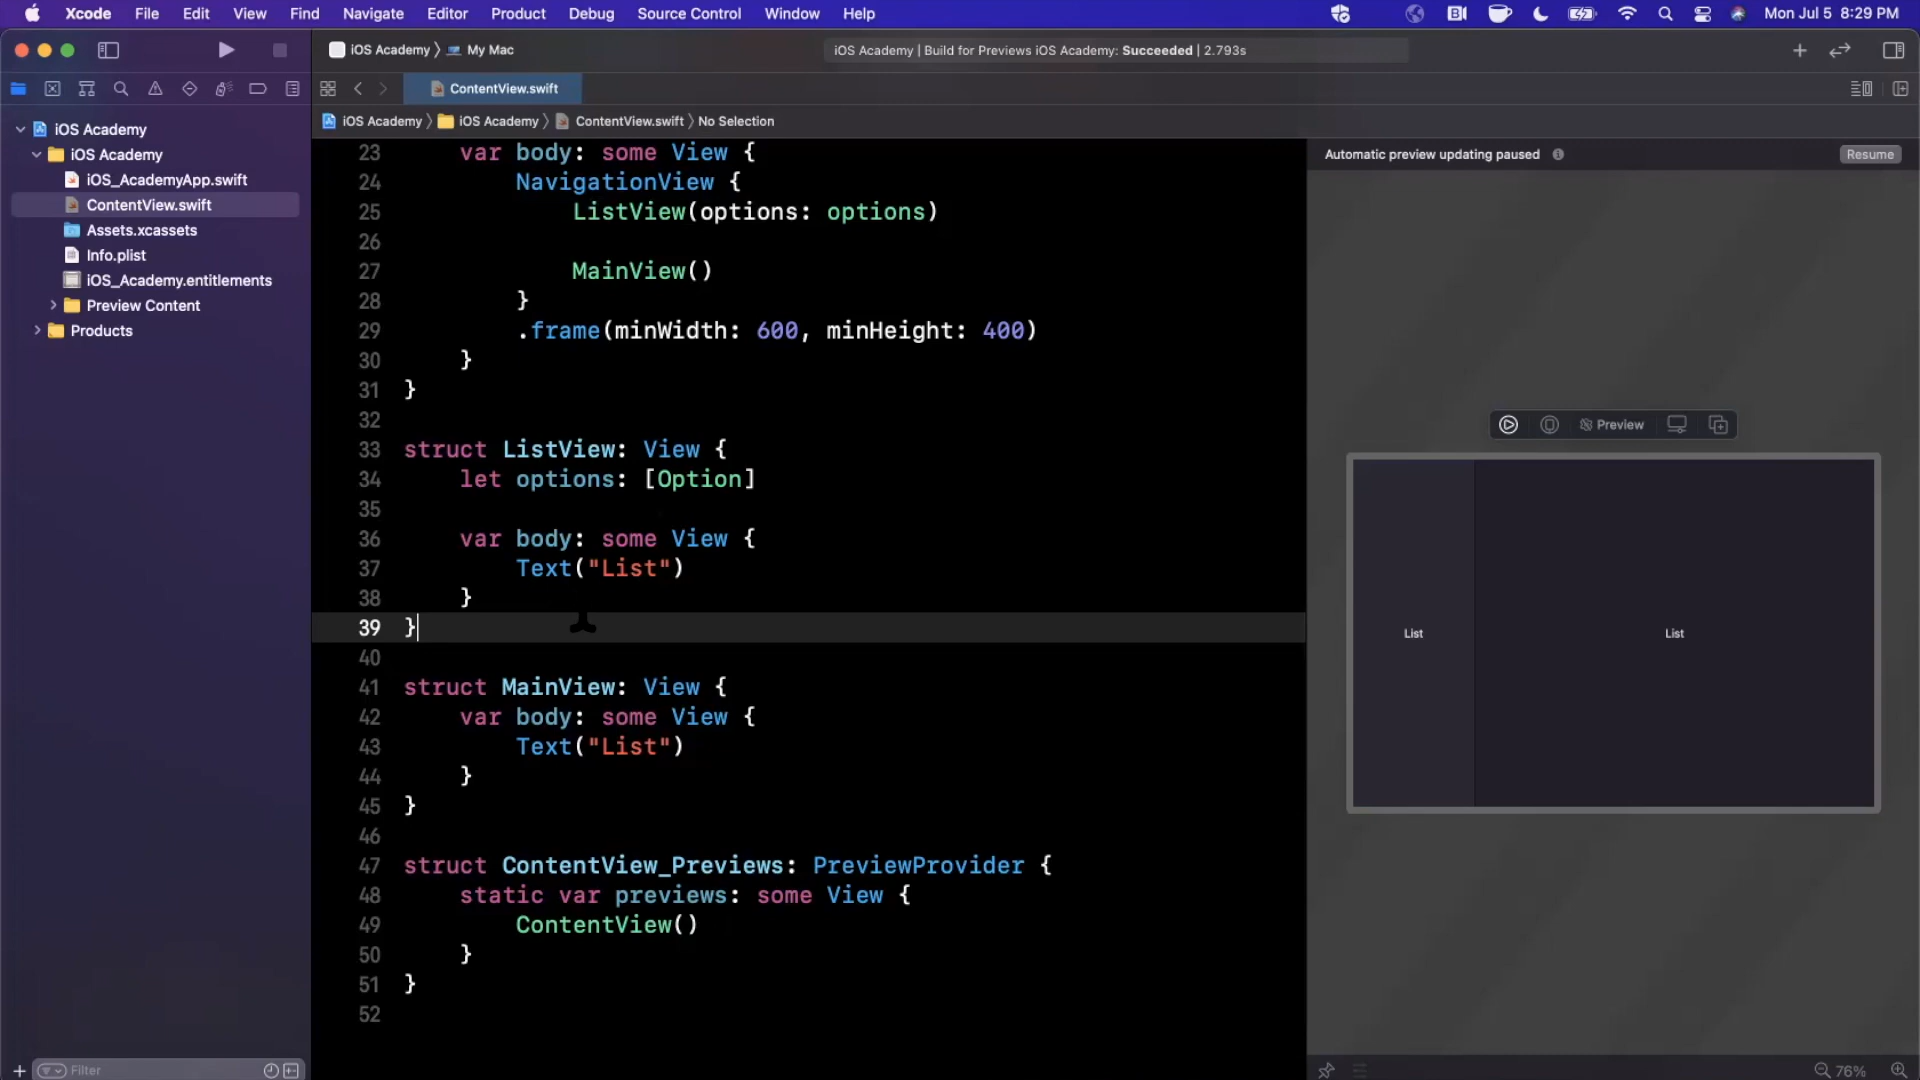 Xcode File Edit View Find Navigate Editor Product Debug Source Control Window Help Mon Jul 5 8:29 PM
iOS Academy 〉 My Mac
iOS Academy | Build for Previews iOS Academy: Succeeded | 2.793s
ContentView.swift
iOS Academy 〉 iOS Academy 〉 ContentView.swift 〉 No Selection
iOS Academy
iOS Academy
iOS_AcademyApp.swift
ContentView.swift
Assets.xcassets
Info.plist
iOS_Academy.entitlements
Preview Content
Products
Filter
23 var body: some View {
24 NavigationView {
25 ListView(options: options)
26
27 MainView()
28 }
29 .frame(minWidth: 600, minHeight: 400)
30 }
31 }
32
33 struct ListView: View {
34 let options: [Option]
35
36 var body: some View {
37 Text("List")
38 }
39 }
40
41 struct MainView: View {
42 var body: some View {
43 Text("List")
44 }
45 }
46
47 struct ContentView_Previews: PreviewProvider {
48 static var previews: some View {
49 ContentView()
50 }
51 }
52
Automatic preview updating paused Resume
Preview
List List
76%